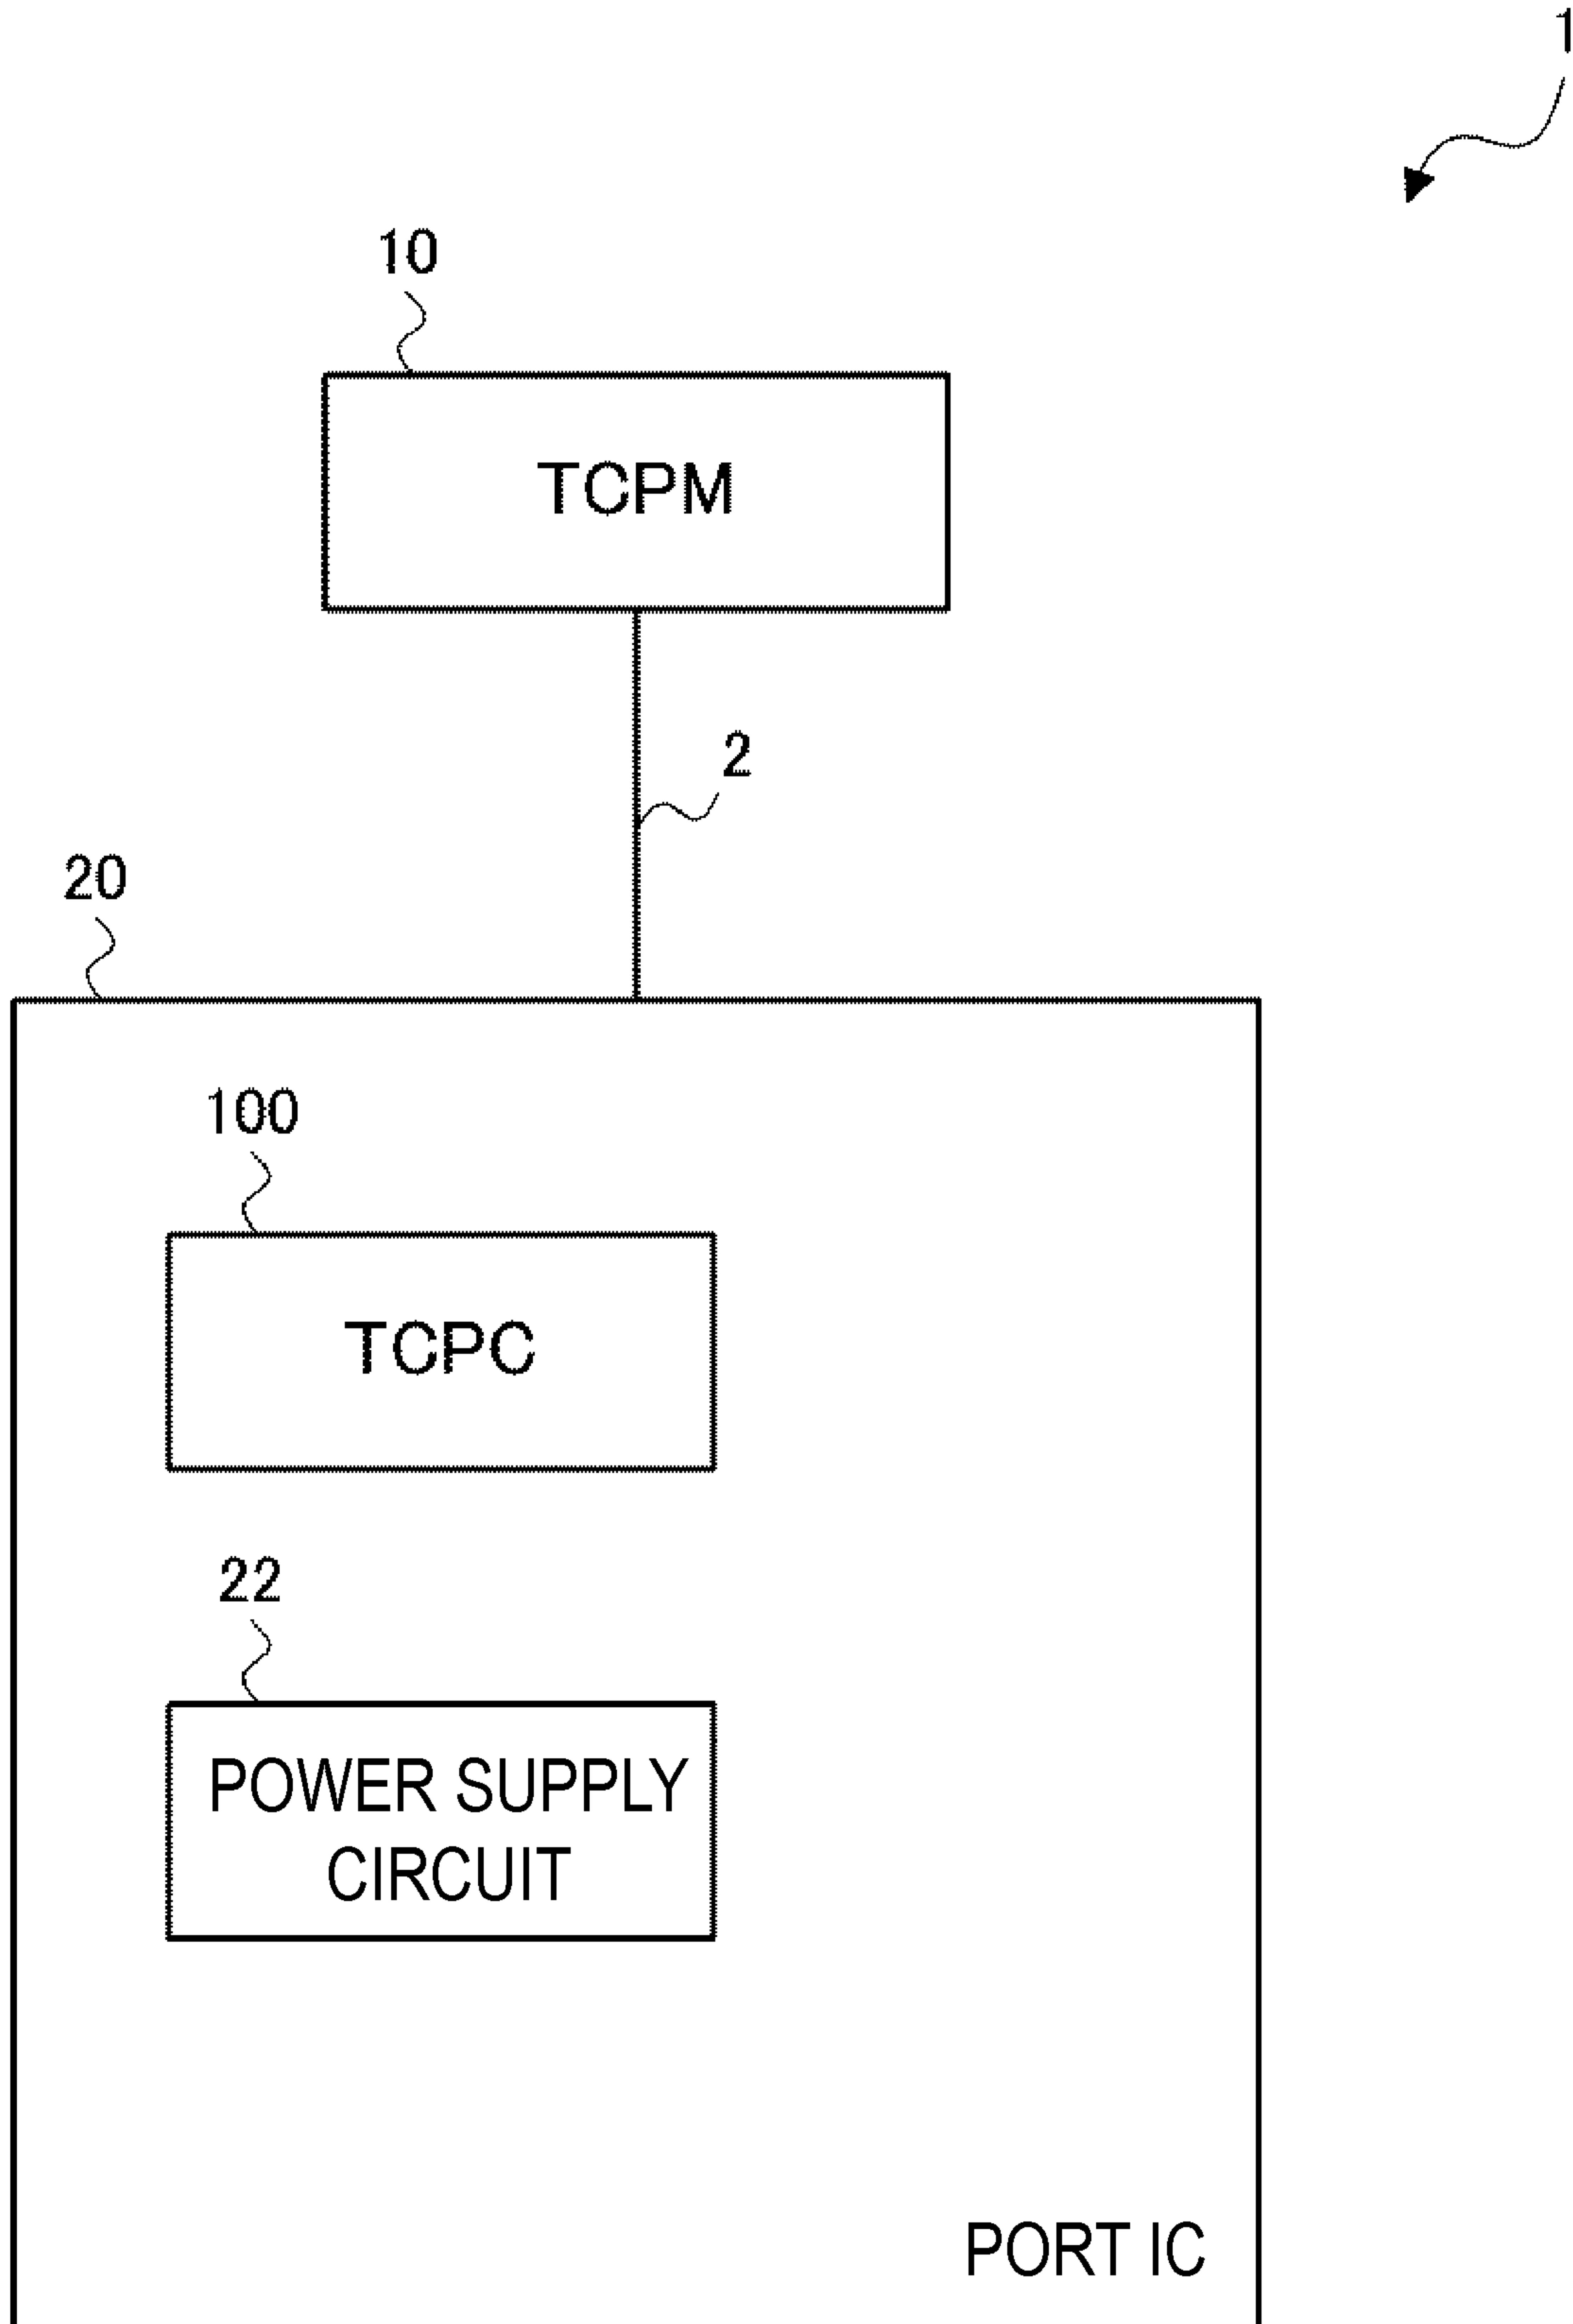 1
10
TCPM
2
20
100
TCPC
22
POWER SUPPLY
CIRCUIT
PORT IC